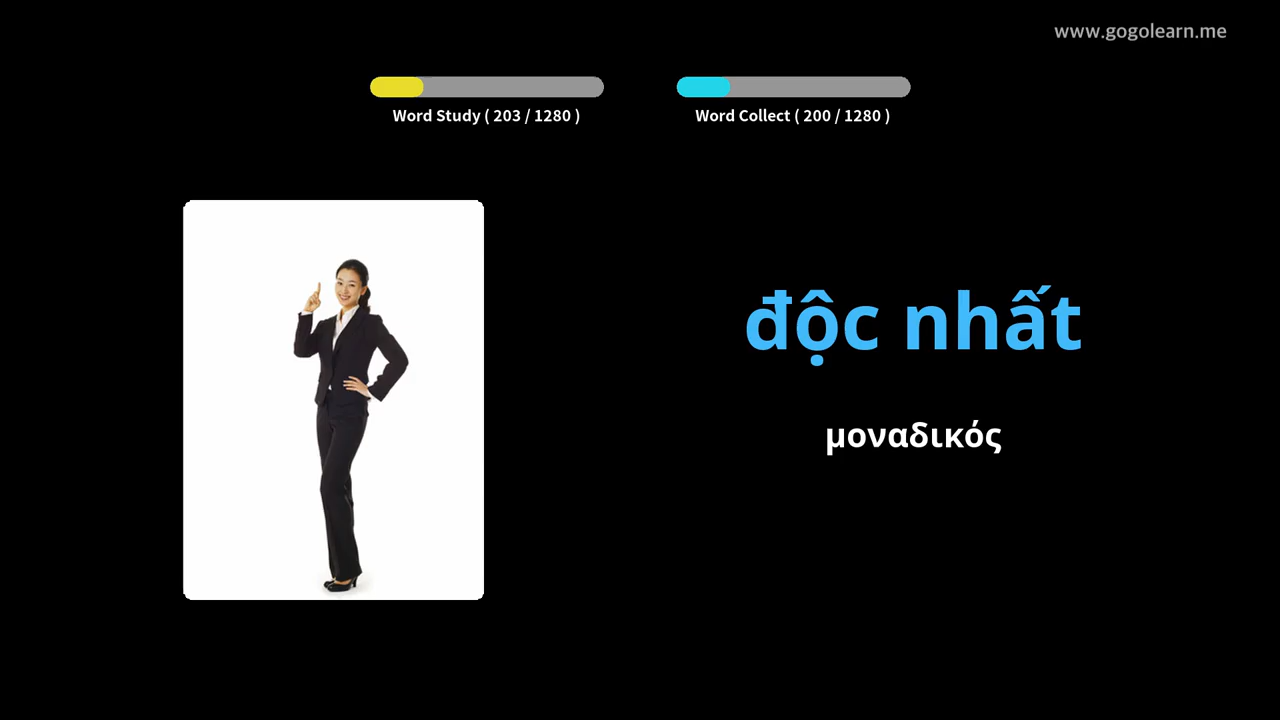 www.gogolearn.me
Word Study ( 203 / 1280 )
Word Collect ( 200 / 1280 )
độc nhất
μοναδικός